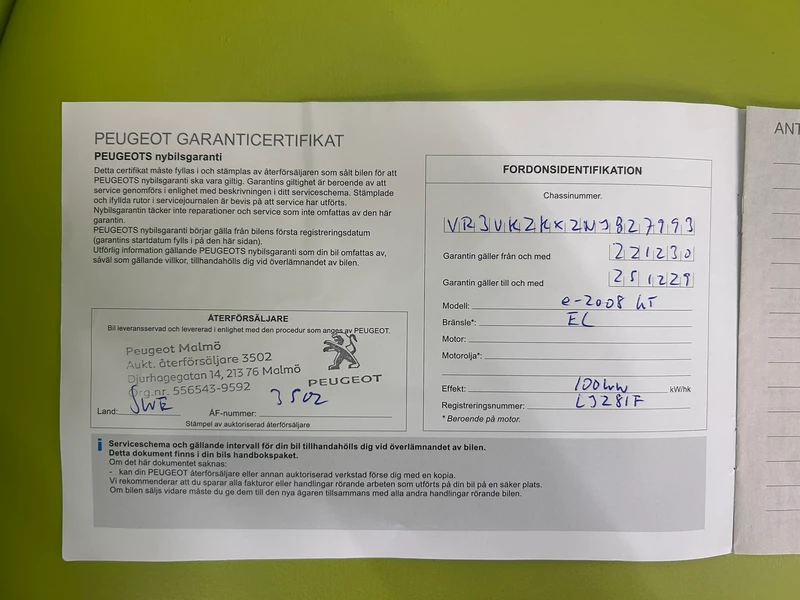 PEUGEOT GARANTICERTIFIKAT
PEUGEOTS nybilsgaranti
Detta certifikat måste fyllas i och stämplas av återförsäljaren som sålt bilen för att
PEUGEOTS nybilsgaranti ska vara giltig. Garantins giltighet är beroende av att
service genomförs i enlighet med beskrivningen i ditt serviceschema. Stämplade
och ifyllda rutor i servicejournalen är bevis på att service har utförts.
Nybilsgarantin täcker inte reparationer och service som inte omfattas av den här
garantin.
PEUGEOTS nybilsgaranti börjar gälla från bilens första registreringsdatum
(garantins startdatum fylls i på den här sidan).
Utförlig information gällande PEUGEOTS nybilsgaranti som din bil omfattas av,
såväl som gällande villkor, tillhandahålls dig vid överlämnandet av bilen.
ÅTERFÖRSÄLJARE
Bil leveransservad och levererad i enlighet med den procedur som anges av PEUGEOT.
Peugeot Malmö
Aukt. återförsäljare 3502
Djurhagegatan 14, 213 76 Malmö
Org.nr. 556543-9592
PEUGEOT
Land: SWE ÅF-nummer: 3502
Stämpel av auktoriserad återförsäljare
FORDONSIDENTIFIKATION
Chassinummer.
VR3UKZKXZNJ827993
Garantin gäller från och med 221230
Garantin gäller till och med 251229
Modell: e-2008 GT
Bränsle*: EL
Motor:
Motorolja*:
Effekt: 100kW kW/hk
Registreringsnummer: LJZ81F
* Beroende på motor.
i Serviceschema och gällande intervall för din bil tillhandahölls dig vid överlämnandet av bilen.
Detta dokument finns i din bils handbokspaket.
Om det här dokumentet saknas:
- kan din PEUGEOT återförsäljare eller annan auktoriserad verkstad förse dig med en kopia.
Vi rekommenderar att du sparar alla fakturor eller handlingar rörande arbeten som utförts på din bil på en säker plats.
Om bilen säljs vidare måste du ge dem till den nya ägaren tillsammans med alla andra handlingar rörande bilen.
ANT